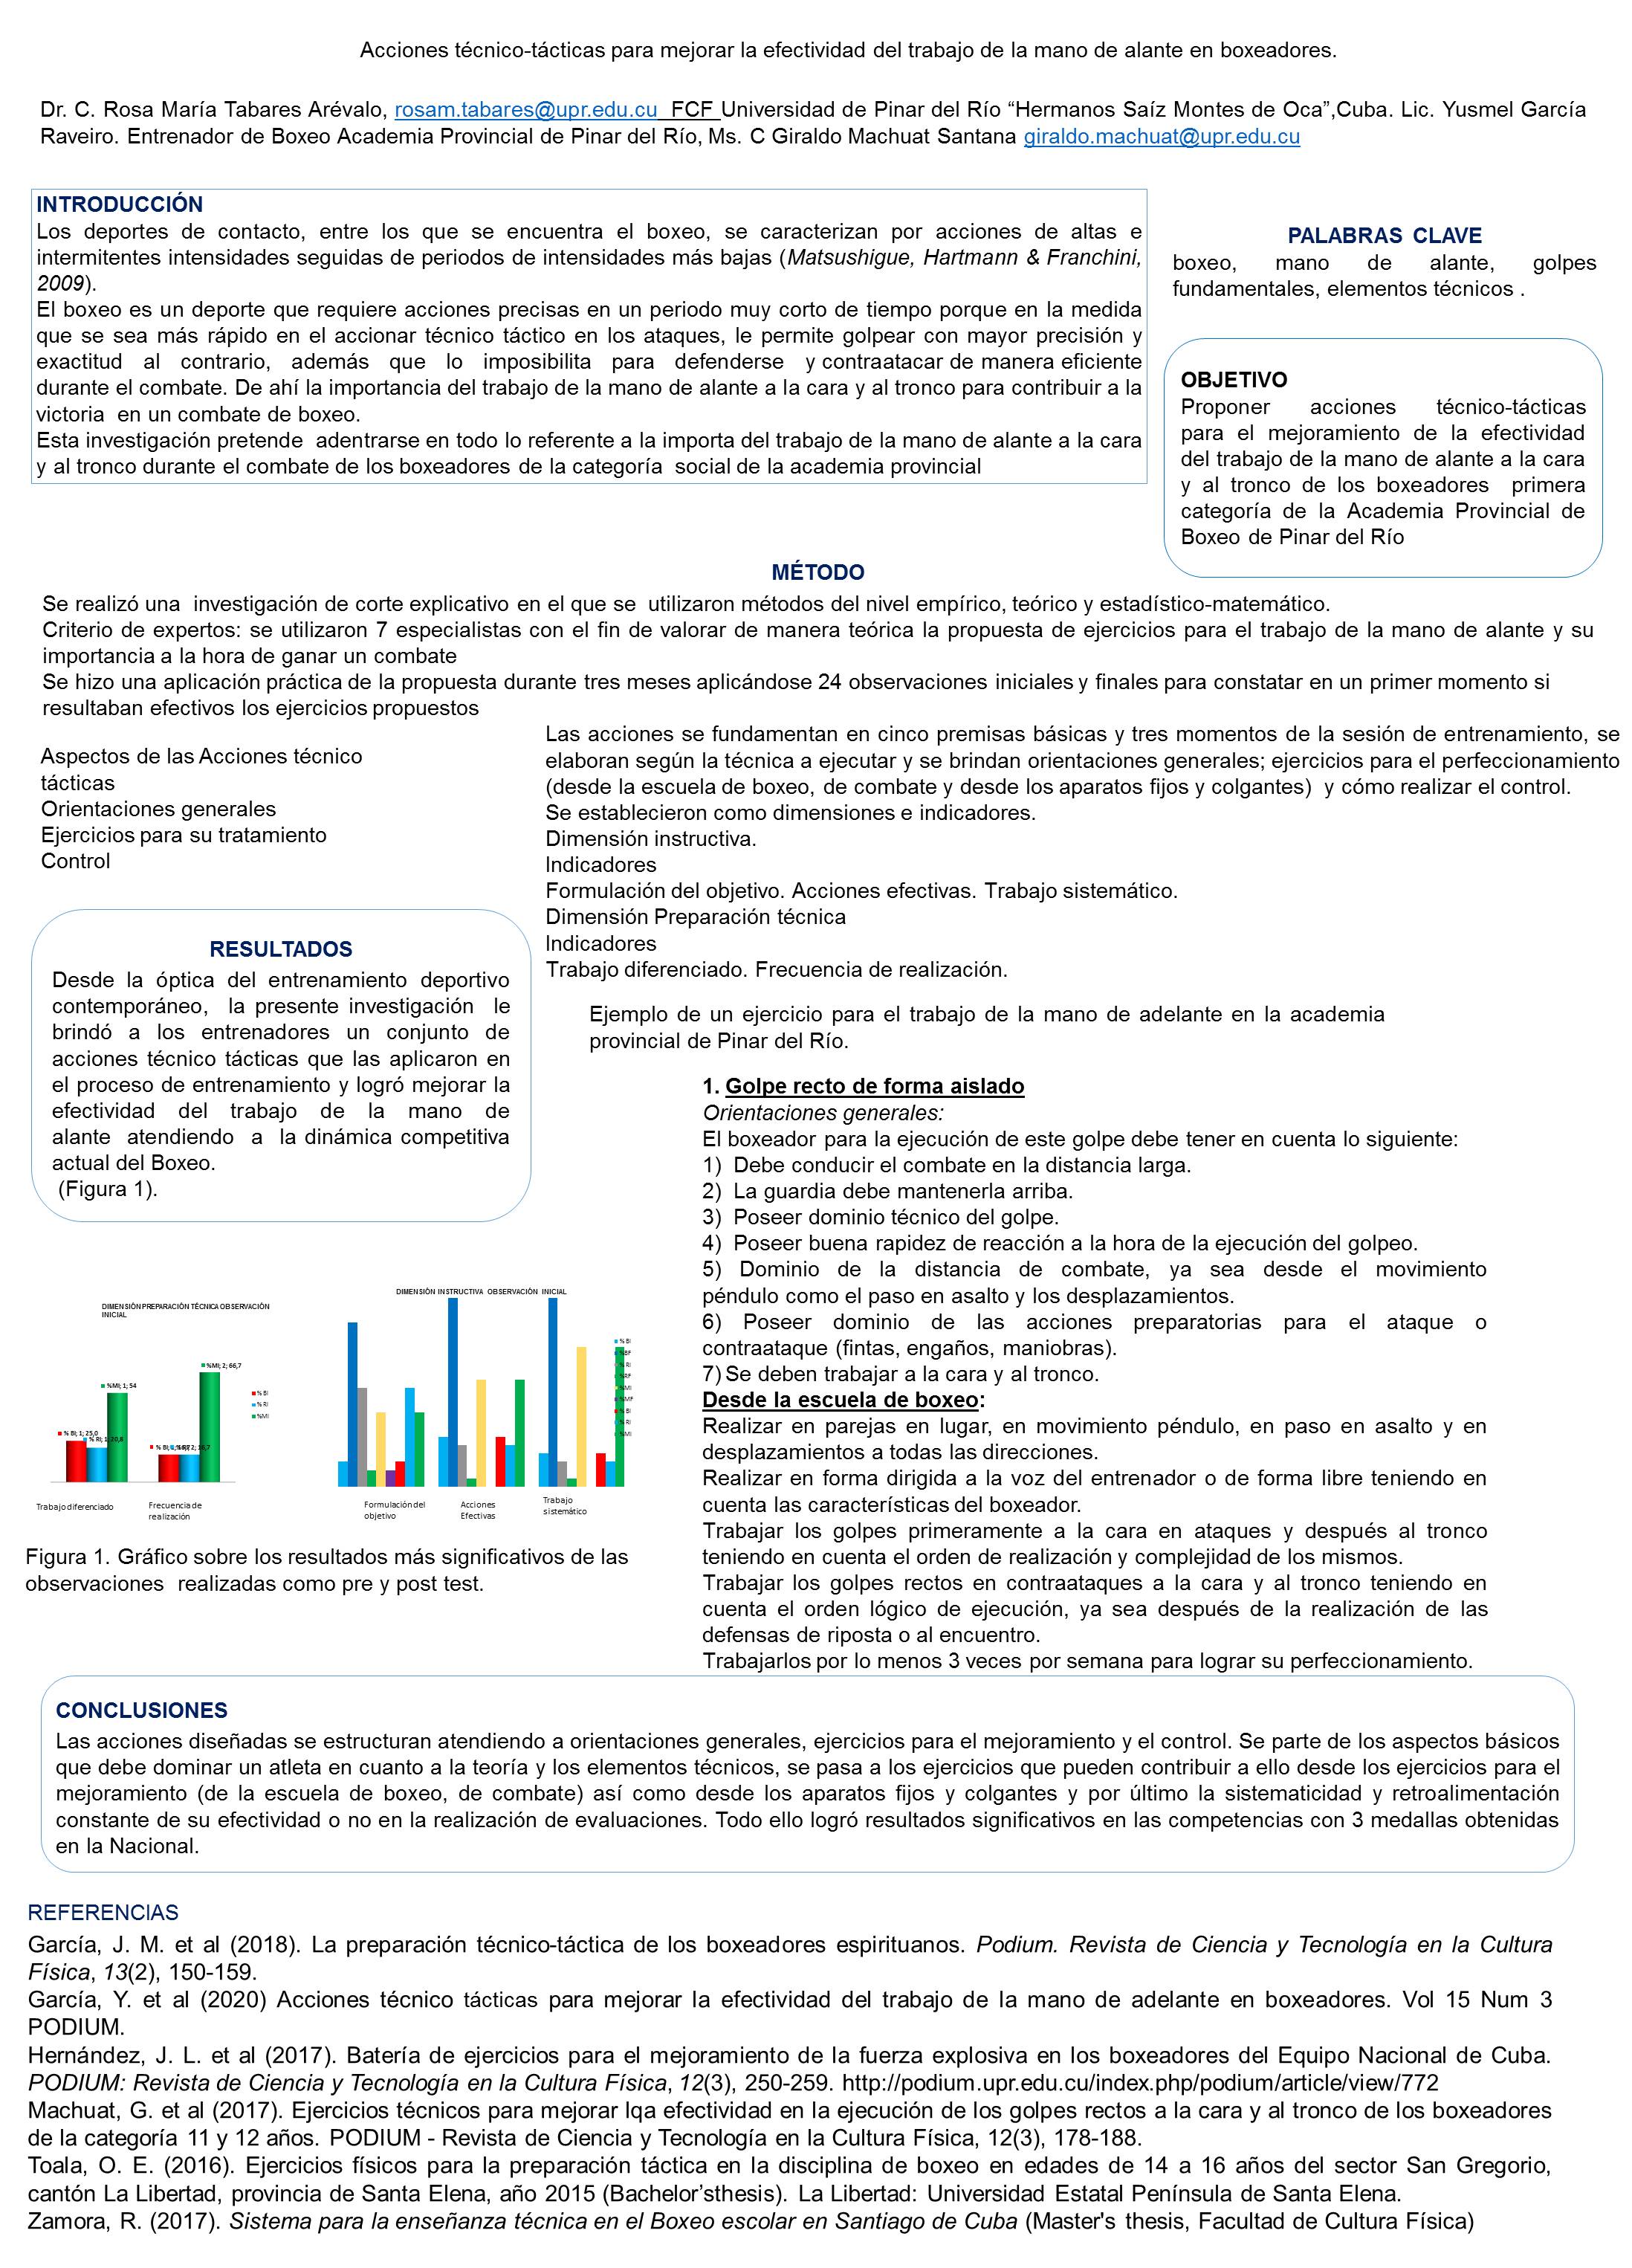 Acciones técnico-tácticas para mejorar la efectividad del trabajo de la mano de alante en boxeadores.
Dr. C. Rosa María Tabares Arévalo, rosam.tabares@upr.edu.cu FCF Universidad de Pinar del Río “Hermanos Saíz Montes de Oca”,Cuba. Lic. Yusmel García
Raveiro. Entrenador de Boxeo Academia Provincial de Pinar del Río, Ms. C Giraldo Machuat Santana giraldo.machuat@upr.edu.cu
INTRODUCCIÓN
Los deportes de contacto, entre los que se encuentra el boxeo, se caracterizan por acciones de altas e
intermitentes intensidades seguidas de periodos de intensidades más bajas (Matsushigue, Hartmann & Franchini,
2009).
El boxeo es un deporte que requiere acciones precisas en un periodo muy corto de tiempo porque en la medida
que se sea más rápido en el accionar técnico táctico en los ataques, le permite golpear con mayor precisión y
exactitud al contrario, además que lo imposibilita para defenderse y contraatacar de manera eficiente
durante el combate. De ahí la importancia del trabajo de la mano de alante a la cara y al tronco para contribuir a la
victoria en un combate de boxeo.
Esta investigación pretende adentrarse en todo lo referente a la importa del trabajo de la mano de alante a la cara
y al tronco durante el combate de los boxeadores de la categoría social de la academia provincial
PALABRAS CLAVE
boxeo, mano de alante, golpes
fundamentales, elementos técnicos .
OBJETIVO
Proponer acciones técnico-tácticas
para el mejoramiento de la efectividad
del trabajo de la mano de alante a la cara
y al tronco de los boxeadores primera
categoría de la Academia Provincial de
Boxeo de Pinar del Río
MÉTODO
Se realizó una investigación de corte explicativo en el que se utilizaron métodos del nivel empírico, teórico y estadístico-matemático.
Criterio de expertos: se utilizaron 7 especialistas con el fin de valorar de manera teórica la propuesta de ejercicios para el trabajo de la mano de alante y su
importancia a la hora de ganar un combate
Se hizo una aplicación práctica de la propuesta durante tres meses aplicándose 24 observaciones iniciales y finales para constatar en un primer momento si
resultaban efectivos los ejercicios propuestos
Aspectos de las Acciones técnico
tácticas
Orientaciones generales
Ejercicios para su tratamiento
Control
Las acciones se fundamentan en cinco premisas básicas y tres momentos de la sesión de entrenamiento, se
elaboran según la técnica a ejecutar y se brindan orientaciones generales; ejercicios para el perfeccionamiento
(desde la escuela de boxeo, de combate y desde los aparatos fijos y colgantes) y cómo realizar el control.
Se establecieron como dimensiones e indicadores.
Dimensión instructiva.
Indicadores
Formulación del objetivo. Acciones efectivas. Trabajo sistemático.
Dimensión Preparación técnica
Indicadores
Trabajo diferenciado. Frecuencia de realización.
RESULTADOS
Desde la óptica del entrenamiento deportivo
contemporáneo, la presente investigación le
brindó a los entrenadores un conjunto de
acciones técnico tácticas que las aplicaron en
el proceso de entrenamiento y logró mejorar la
efectividad del trabajo de la mano de
alante atendiendo a la dinámica competitiva
actual del Boxeo.
(Figura 1).
Ejemplo de un ejercicio para el trabajo de la mano de adelante en la academia
provincial de Pinar del Río.
1. Golpe recto de forma aislado
Orientaciones generales:
El boxeador para la ejecución de este golpe debe tener en cuenta lo siguiente:
1) Debe conducir el combate en la distancia larga.
2) La guardia debe mantenerla arriba.
3) Poseer dominio técnico del golpe.
4) Poseer buena rapidez de reacción a la hora de la ejecución del golpeo.
5) Dominio de la distancia de combate, ya sea desde el movimiento
péndulo como el paso en asalto y los desplazamientos.
6) Poseer dominio de las acciones preparatorias para el ataque o
contraataque (fintas, engaños, maniobras).
7) Se deben trabajar a la cara y al tronco.
Desde la escuela de boxeo:
Realizar en parejas en lugar, en movimiento péndulo, en paso en asalto y en
desplazamientos a todas las direcciones.
Realizar en forma dirigida a la voz del entrenador o de forma libre teniendo en
cuenta las características del boxeador.
Trabajar los golpes primeramente a la cara en ataques y después al tronco
teniendo en cuenta el orden de realización y complejidad de los mismos.
Trabajar los golpes rectos en contraataques a la cara y al tronco teniendo en
cuenta el orden lógico de ejecución, ya sea después de la realización de las
defensas de riposta o al encuentro.
Trabajarlos por lo menos 3 veces por semana para lograr su perfeccionamiento.
DIMENSIÓN PREPARACIÒN TÉCNICA OBSERVACIÓN
INICIAL
%MI; 2; 66,7
%MI; 1; 54
% BI; 1; 25,0
% BI
% RI
%MI
Trabajo diferenciado
Frecuencia de
realización
DIMENSIÓN INSTRUCTIVA OBSERVACIÓN INICIAL
% BI
%BF
% RI
%RF
%MI
%MF
% BI
% RI
%MI
Formulación del
objetivo
Acciones
Efectivas
Trabajo
sistemático
Figura 1. Gráfico sobre los resultados más significativos de las
observaciones realizadas como pre y post test.
CONCLUSIONES
Las acciones diseñadas se estructuran atendiendo a orientaciones generales, ejercicios para el mejoramiento y el control. Se parte de los aspectos básicos
que debe dominar un atleta en cuanto a la teoría y los elementos técnicos, se pasa a los ejercicios que pueden contribuir a ello desde los ejercicios para el
mejoramiento (de la escuela de boxeo, de combate) así como desde los aparatos fijos y colgantes y por último la sistematicidad y retroalimentación
constante de su efectividad o no en la realización de evaluaciones. Todo ello logró resultados significativos en las competencias con 3 medallas obtenidas
en la Nacional.
REFERENCIAS
García, J. M. et al (2018). La preparación técnico-táctica de los boxeadores espirituanos. Podium. Revista de Ciencia y Tecnología en la Cultura
Física, 13(2), 150-159.
García, Y. et al (2020) Acciones técnico tácticas para mejorar la efectividad del trabajo de la mano de adelante en boxeadores. Vol 15 Num 3
PODIUM.
Hernández, J. L. et al (2017). Batería de ejercicios para el mejoramiento de la fuerza explosiva en los boxeadores del Equipo Nacional de Cuba.
PODIUM: Revista de Ciencia y Tecnología en la Cultura Física, 12(3), 250-259. http://podium.upr.edu.cu/index.php/podium/article/view/772
Machuat, G. et al (2017). Ejercicios técnicos para mejorar lqa efectividad en la ejecución de los golpes rectos a la cara y al tronco de los boxeadores
de la categoría 11 y 12 años. PODIUM - Revista de Ciencia y Tecnología en la Cultura Física, 12(3), 178-188.
Toala, O. E. (2016). Ejercicios físicos para la preparación táctica en la disciplina de boxeo en edades de 14 a 16 años del sector San Gregorio,
cantón La Libertad, provincia de Santa Elena, año 2015 (Bachelor’sthesis). La Libertad: Universidad Estatal Península de Santa Elena.
Zamora, R. (2017). Sistema para la enseñanza técnica en el Boxeo escolar en Santiago de Cuba (Master's thesis, Facultad de Cultura Física)